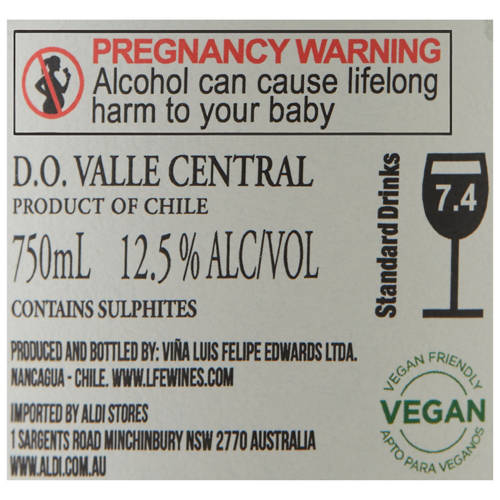 PREGNANCY WARNING
Alcohol can cause lifelong
harm to your baby
D.O. VALLE CENTRAL
PRODUCT OF CHILE
750mL 12.5% ALC/VOL
CONTAINS SULPHITES
Standard Drinks
7.4
PRODUCED AND BOTTLED BY: VIÑA LUIS FELIPE EDWARDS LTDA.
NANCAGUA - CHILE. WWW.LFEWINES.COM
IMPORTED BY ALDI STORES
1 SARGENTS ROAD MINCHINBURY NSW 2770 AUSTRALIA
WWW.ALDI.COM.AU
VEGAN FRIENDLY
VEGAN
APTO PARA VEGANOS